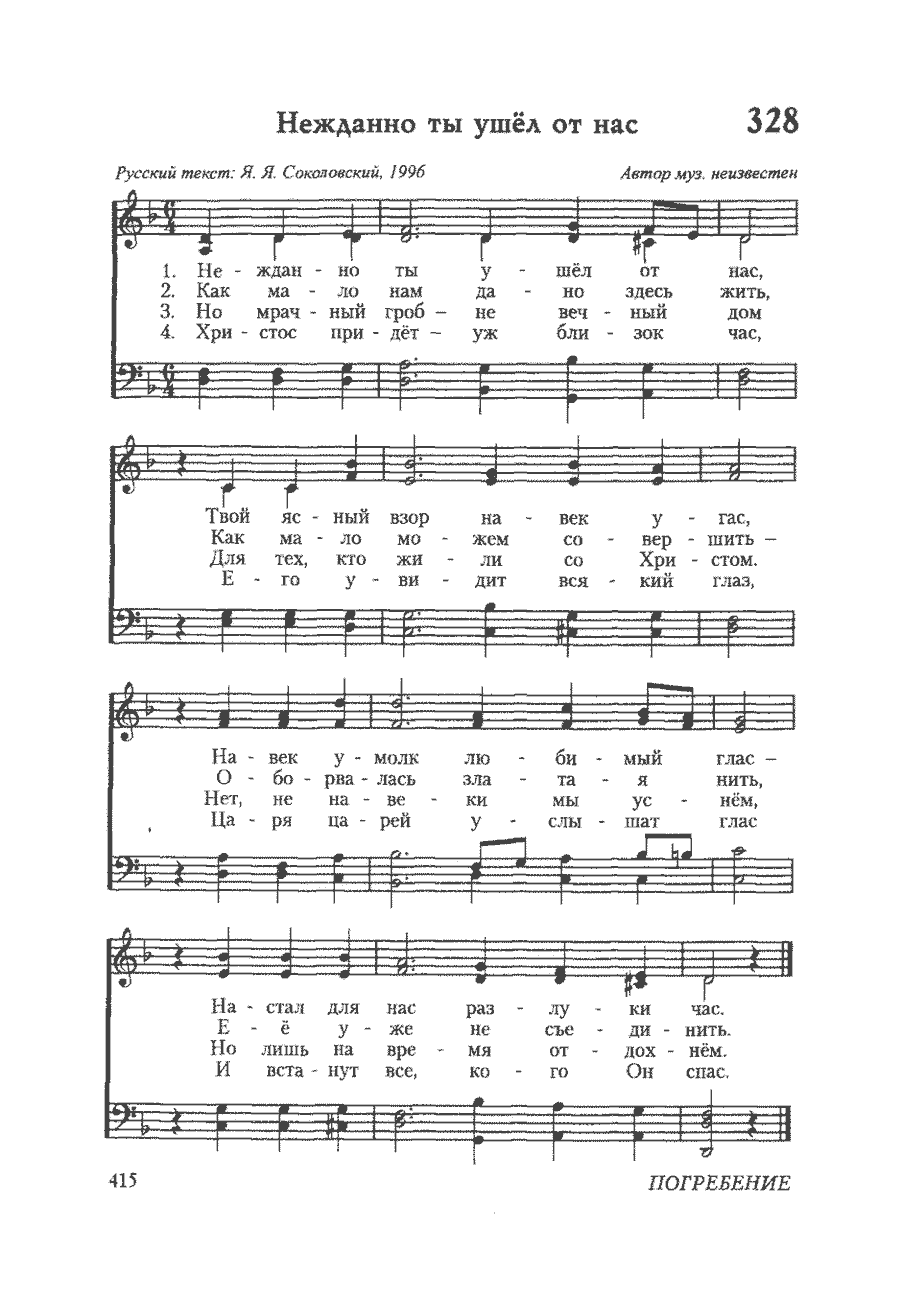 Нежданно ты ушёл от нас 328
Русский текст: Я. Я. Соколовский, 1996 Автор муз. неизвестен
1. Не - ждан - но ты у - шёл от нас,
2. Как ма - ло нам да - но здесь жить,
3. Но мрач - ный гроб – не веч - ный дом
4. Хри - стос при - дёт – уж бли - зок час,
Твой яс - ный взор на - век у - гас,
Как ма - ло мо - жем со - вер - шить –
Для тех, кто жи - ли со Хри - стом.
Е - го у - ви - дит вся - кий глаз,
На - век у - молк лю - би - мый глас –
О - бо - рва - лась зла - та - я нить,
Нет, не на - ве - ки мы ус - нём,
Ца - ря ца - рей у - слы - шат глас
На - стал для нас раз - лу - ки час.
Е - ё у - же не съе - ди - нить.
Но лишь на вре - мя от - дох - нём.
И вста - нут все, ко - го Он спас.
415 ПОГРЕБЕНИЕ